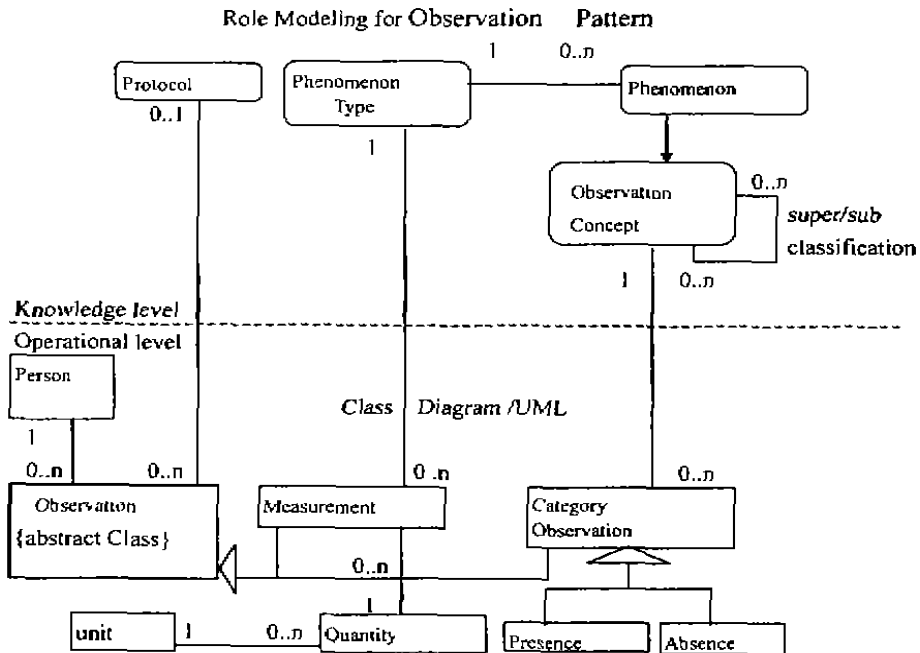 Role Modeling for Observation Pattern
1 0..n
Protocol
Phenomenon
Type
Phenomenon
0..1
1
Observation
Concept
0..n
super/sub
classification
1 0..n
Knowledge level
Operational level
Person
Class Diagram /UML
1
0..n 0..n
0..n
0..n
Observation
{abstract Class}
Measurement
Category
Observation
0..n
1
unit
1 0..n
Quantity
Presence
Absence